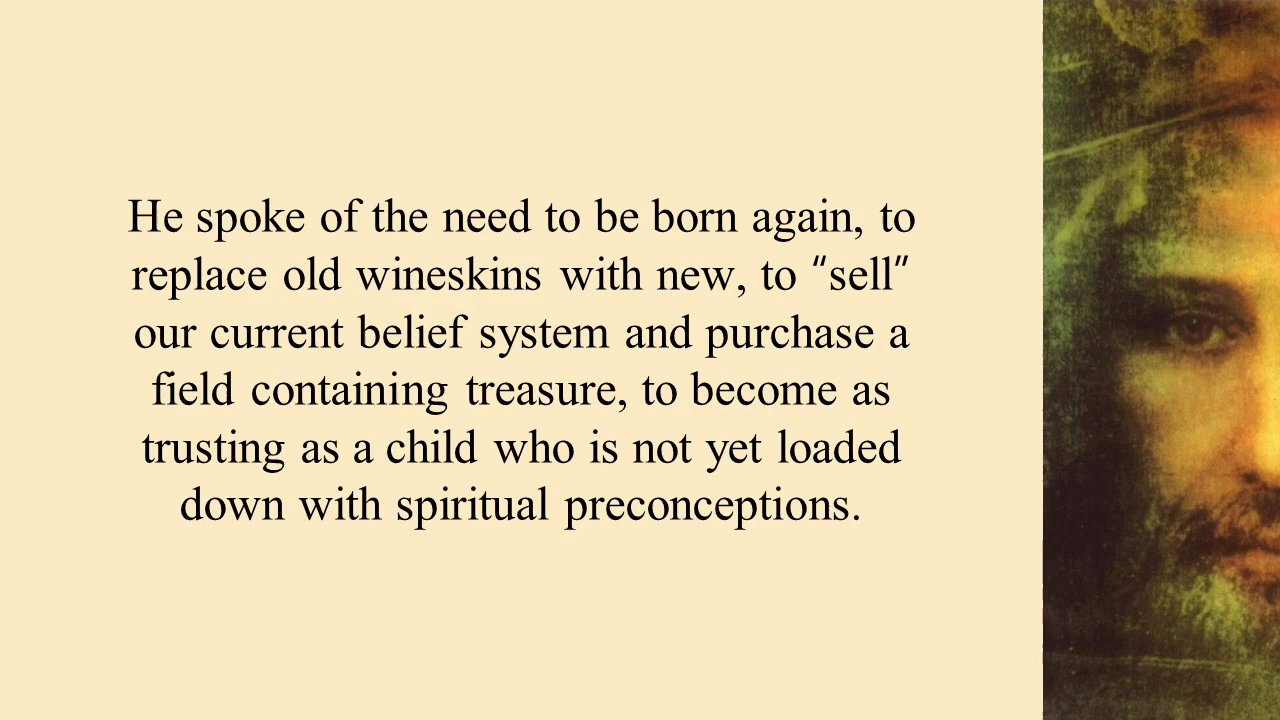 He spoke of the need to be born again, to
replace old wineskins with new, to “sell”
our current belief system and purchase a
field containing treasure, to become as
trusting as a child who is not yet loaded
down with spiritual preconceptions.